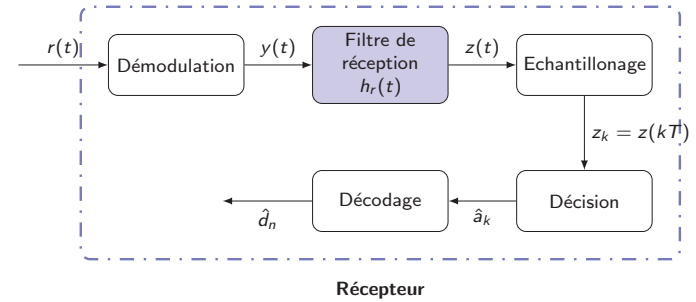 r(t)
Démodulation
y(t)
Filtre de
réception
h_r(t)
z(t)
Echantillonage
z_k = z(kT)
Décision
â_k
Décodage
d̂_n
Récepteur